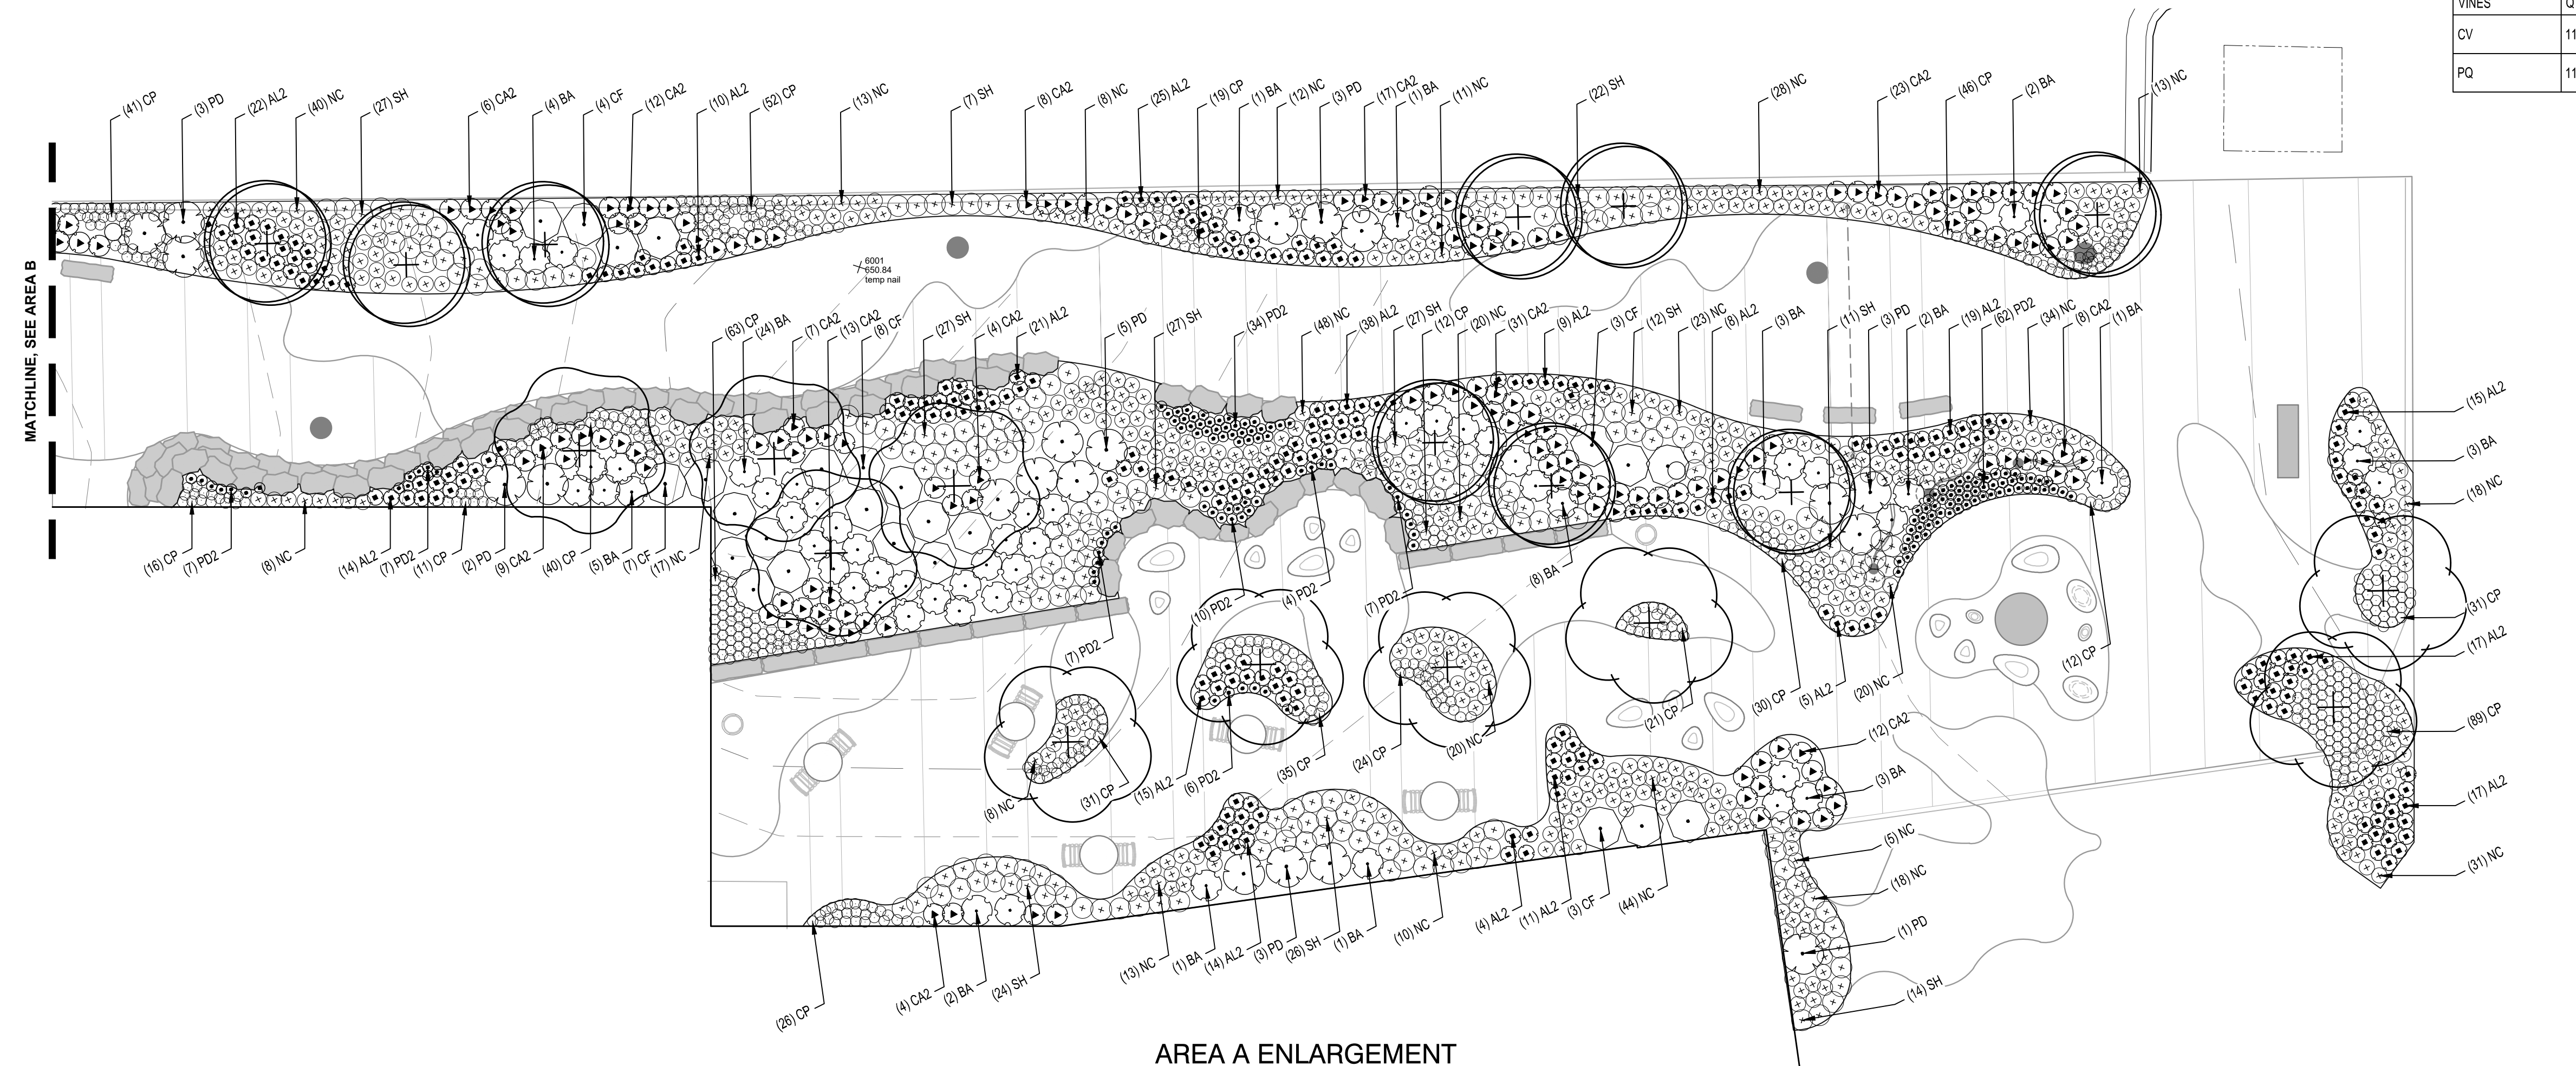 VINES Q
CV 11
PQ 11
(41) CP
(3) PD
(22) AL2
(40) NC
(27) SH
(6) CA2
(4) BA
(4) CF
(12) CA2
(10) AL2
(52) CP
(13) NC
(7) SH
(8) CA2
(8) NC
(25) AL2
(19) CP
(1) BA
(12) NC
(3) PD
(17) CA2
(1) BA
(11) NC
(22) SH
(28) NC
(23) CA2
(46) CP
(2) BA
(13) NC
MATCHLINE, SEE AREA B
6001
650.84
temp nail
(63) CP
(24) BA
(7) CA2
(13) CA2
(8) CF
(27) SH
(4) CA2
(21) AL2
(5) PD
(27) SH
(34) PD2
(48) NC
(38) AL2
(27) SH
(12) CP
(20) NC
(31) CA2
(9) AL2
(3) CF
(12) SH
(23) NC
(8) AL2
(3) BA
(11) SH
(3) PD
(2) BA
(19) AL2
(62) PD2
(34) NC
(8) CA2
(1) BA
(15) AL2
(3) BA
(18) NC
(31) CP
(17) AL2
(89) CP
(17) AL2
(31) NC
(16) CP
(7) PD2
(8) NC
(14) AL2
(7) PD2
(11) CP
(2) PD
(9) CA2
(40) CP
(5) BA
(7) CF
(17) NC
(7) PD2
(10) PD2
(4) PD2
(7) PD2
(8) BA
(21) CP
(30) CP
(5) AL2
(20) NC
(12) CP
(8) NC
(31) CP
(15) AL2
(6) PD2
(35) CP
(24) CP
(20) NC
(12) CA2
(3) BA
(5) NC
(18) NC
(1) PD
(14) SH
(26) CP
(4) CA2
(2) BA
(24) SH
(13) NC
(1) BA
(14) AL2
(3) PD
(26) SH
(1) BA
(10) NC
(4) AL2
(11) AL2
(3) CF
(44) NC
AREA A ENLARGEMENT